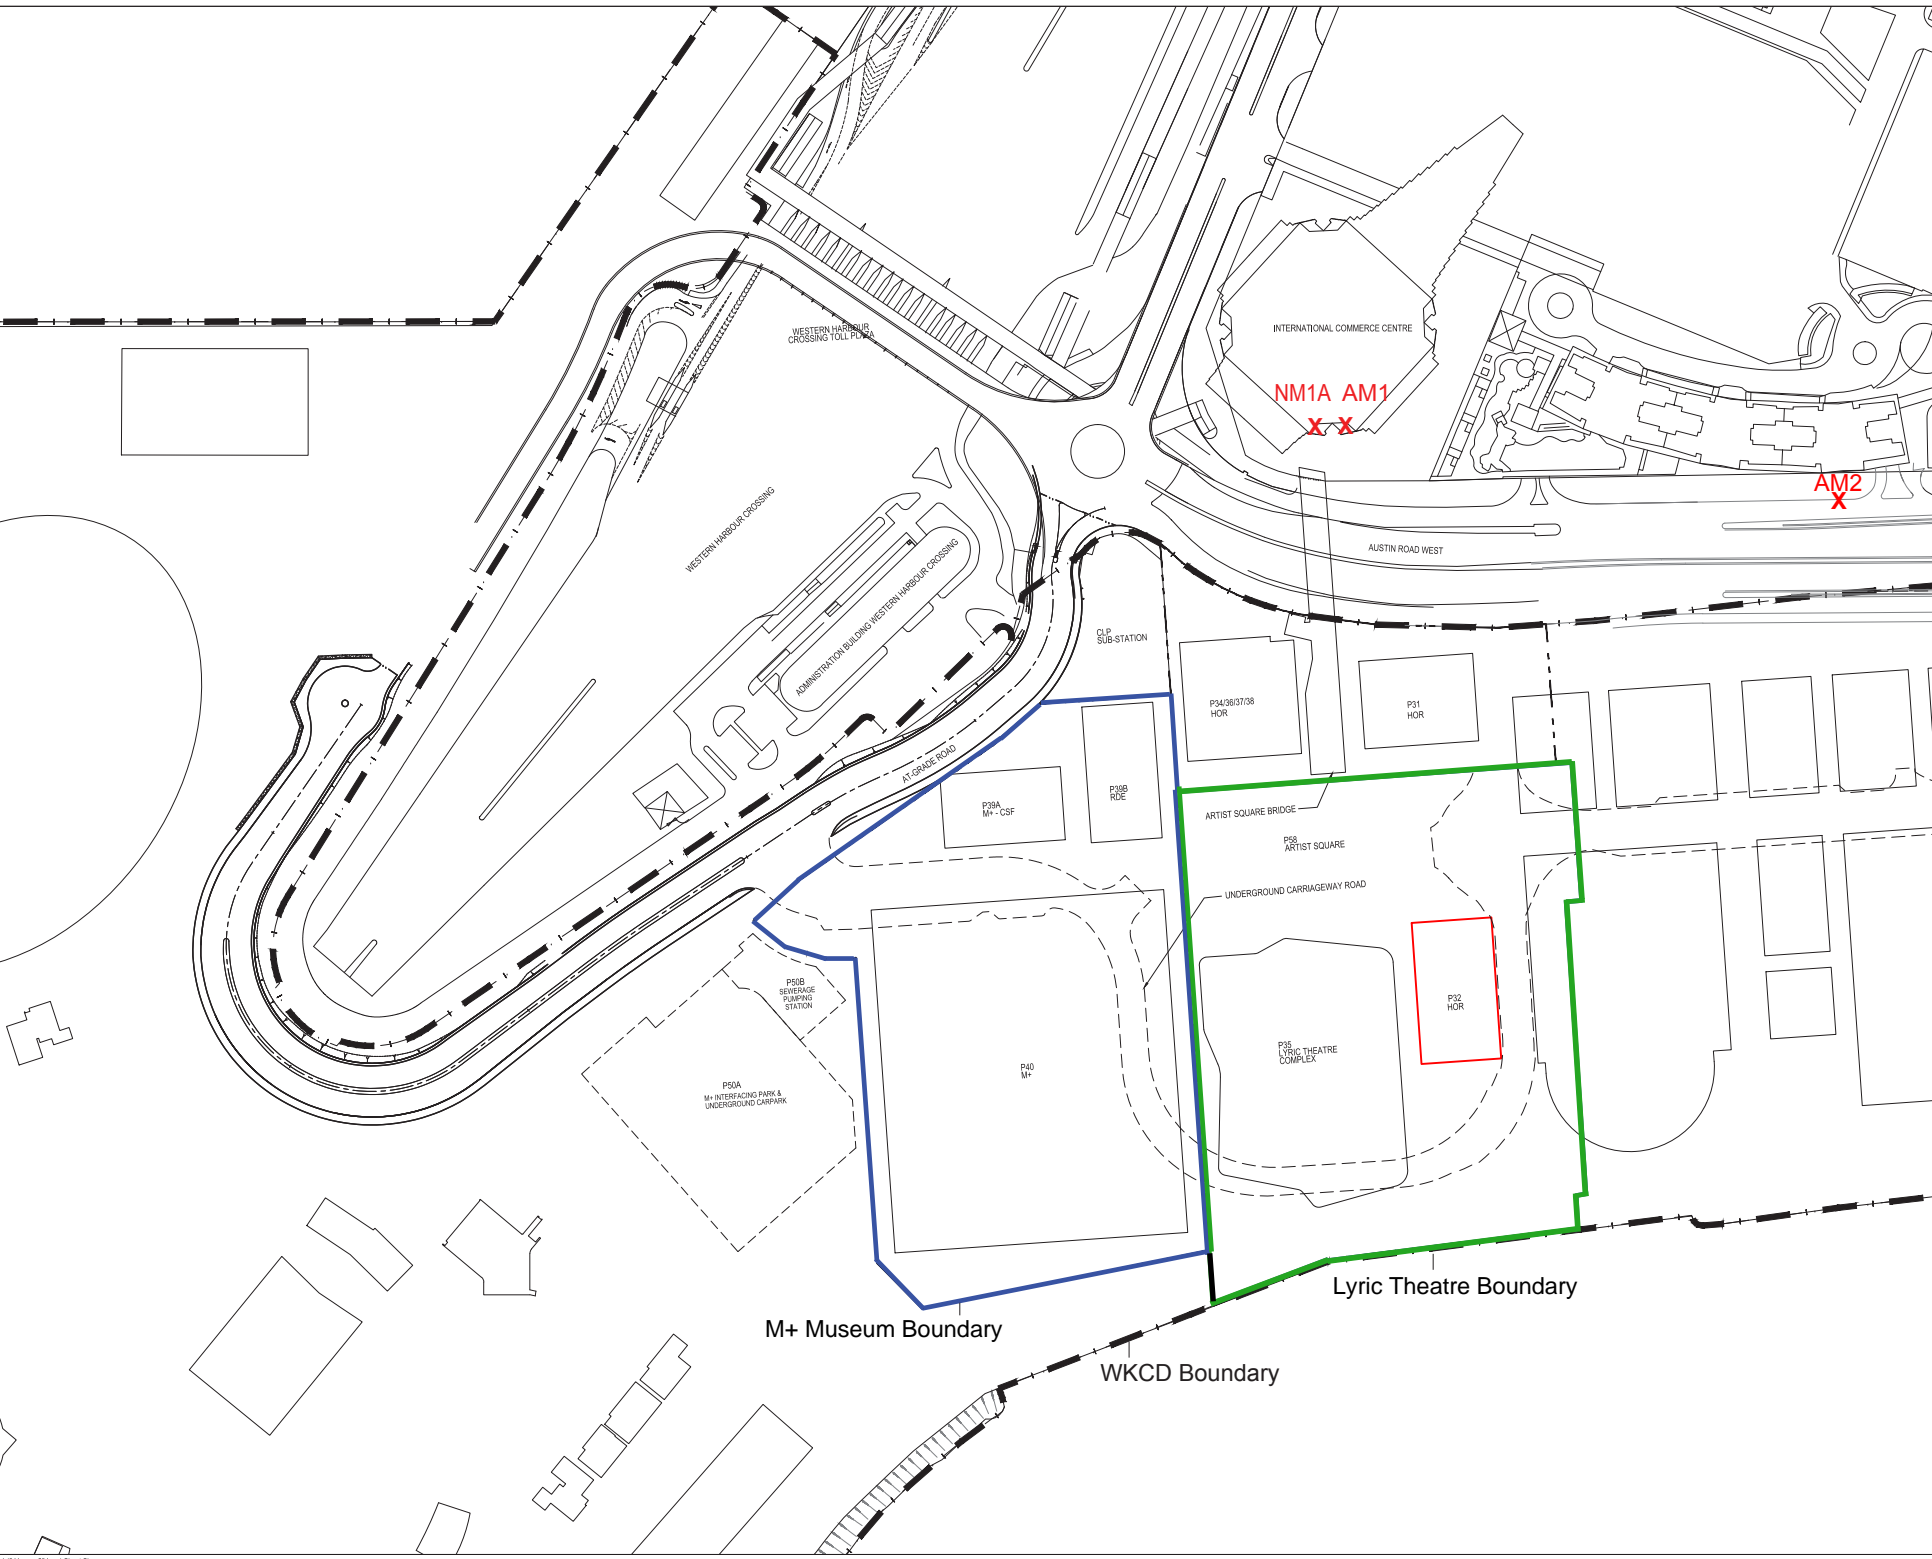 WESTERN HARBOUR
CROSSING TOLL PLAZA
INTERNATIONAL COMMERCE CENTRE
NM1A AM1
X X
AM2
X
WESTERN HARBOUR CROSSING
ADMINISTRATION BUILDING WESTERN HARBOUR CROSSING
AUSTIN ROAD WEST
CLP
SUB-STATION
P34/36/37/38
HOR
P31
HOR
AT-GRADE ROAD
P39A
M+ - CSF
P39B
RDE
ARTIST SQUARE BRIDGE
P58
ARTIST SQUARE
UNDERGROUND CARRIAGEWAY ROAD
P50B
SEWERAGE
PUMPING
STATION
P32
HOR
P35
LYRIC THEATRE
COMPLEX
P40
M+
P50A
M+ INTERFACING PARK &
UNDERGROUND CARPARK
Lyric Theatre Boundary
M+ Museum Boundary
WKCD Boundary